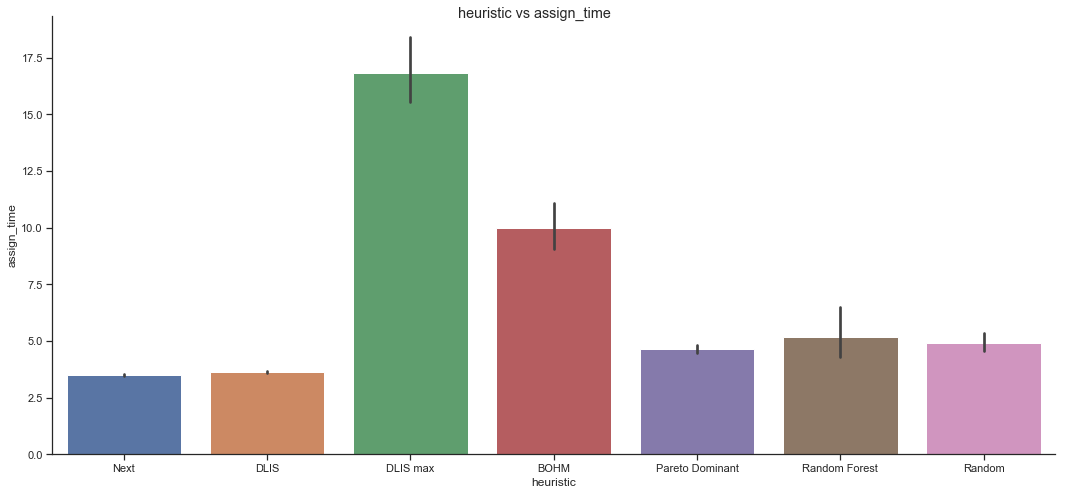 heuristic vs assign_time
17.5
15.0
12.5
10.0
7.5
5.0
2.5
0.0
assign_time
Next DLIS DLIS max BOHM Pareto Dominant Random Forest Random
heuristic